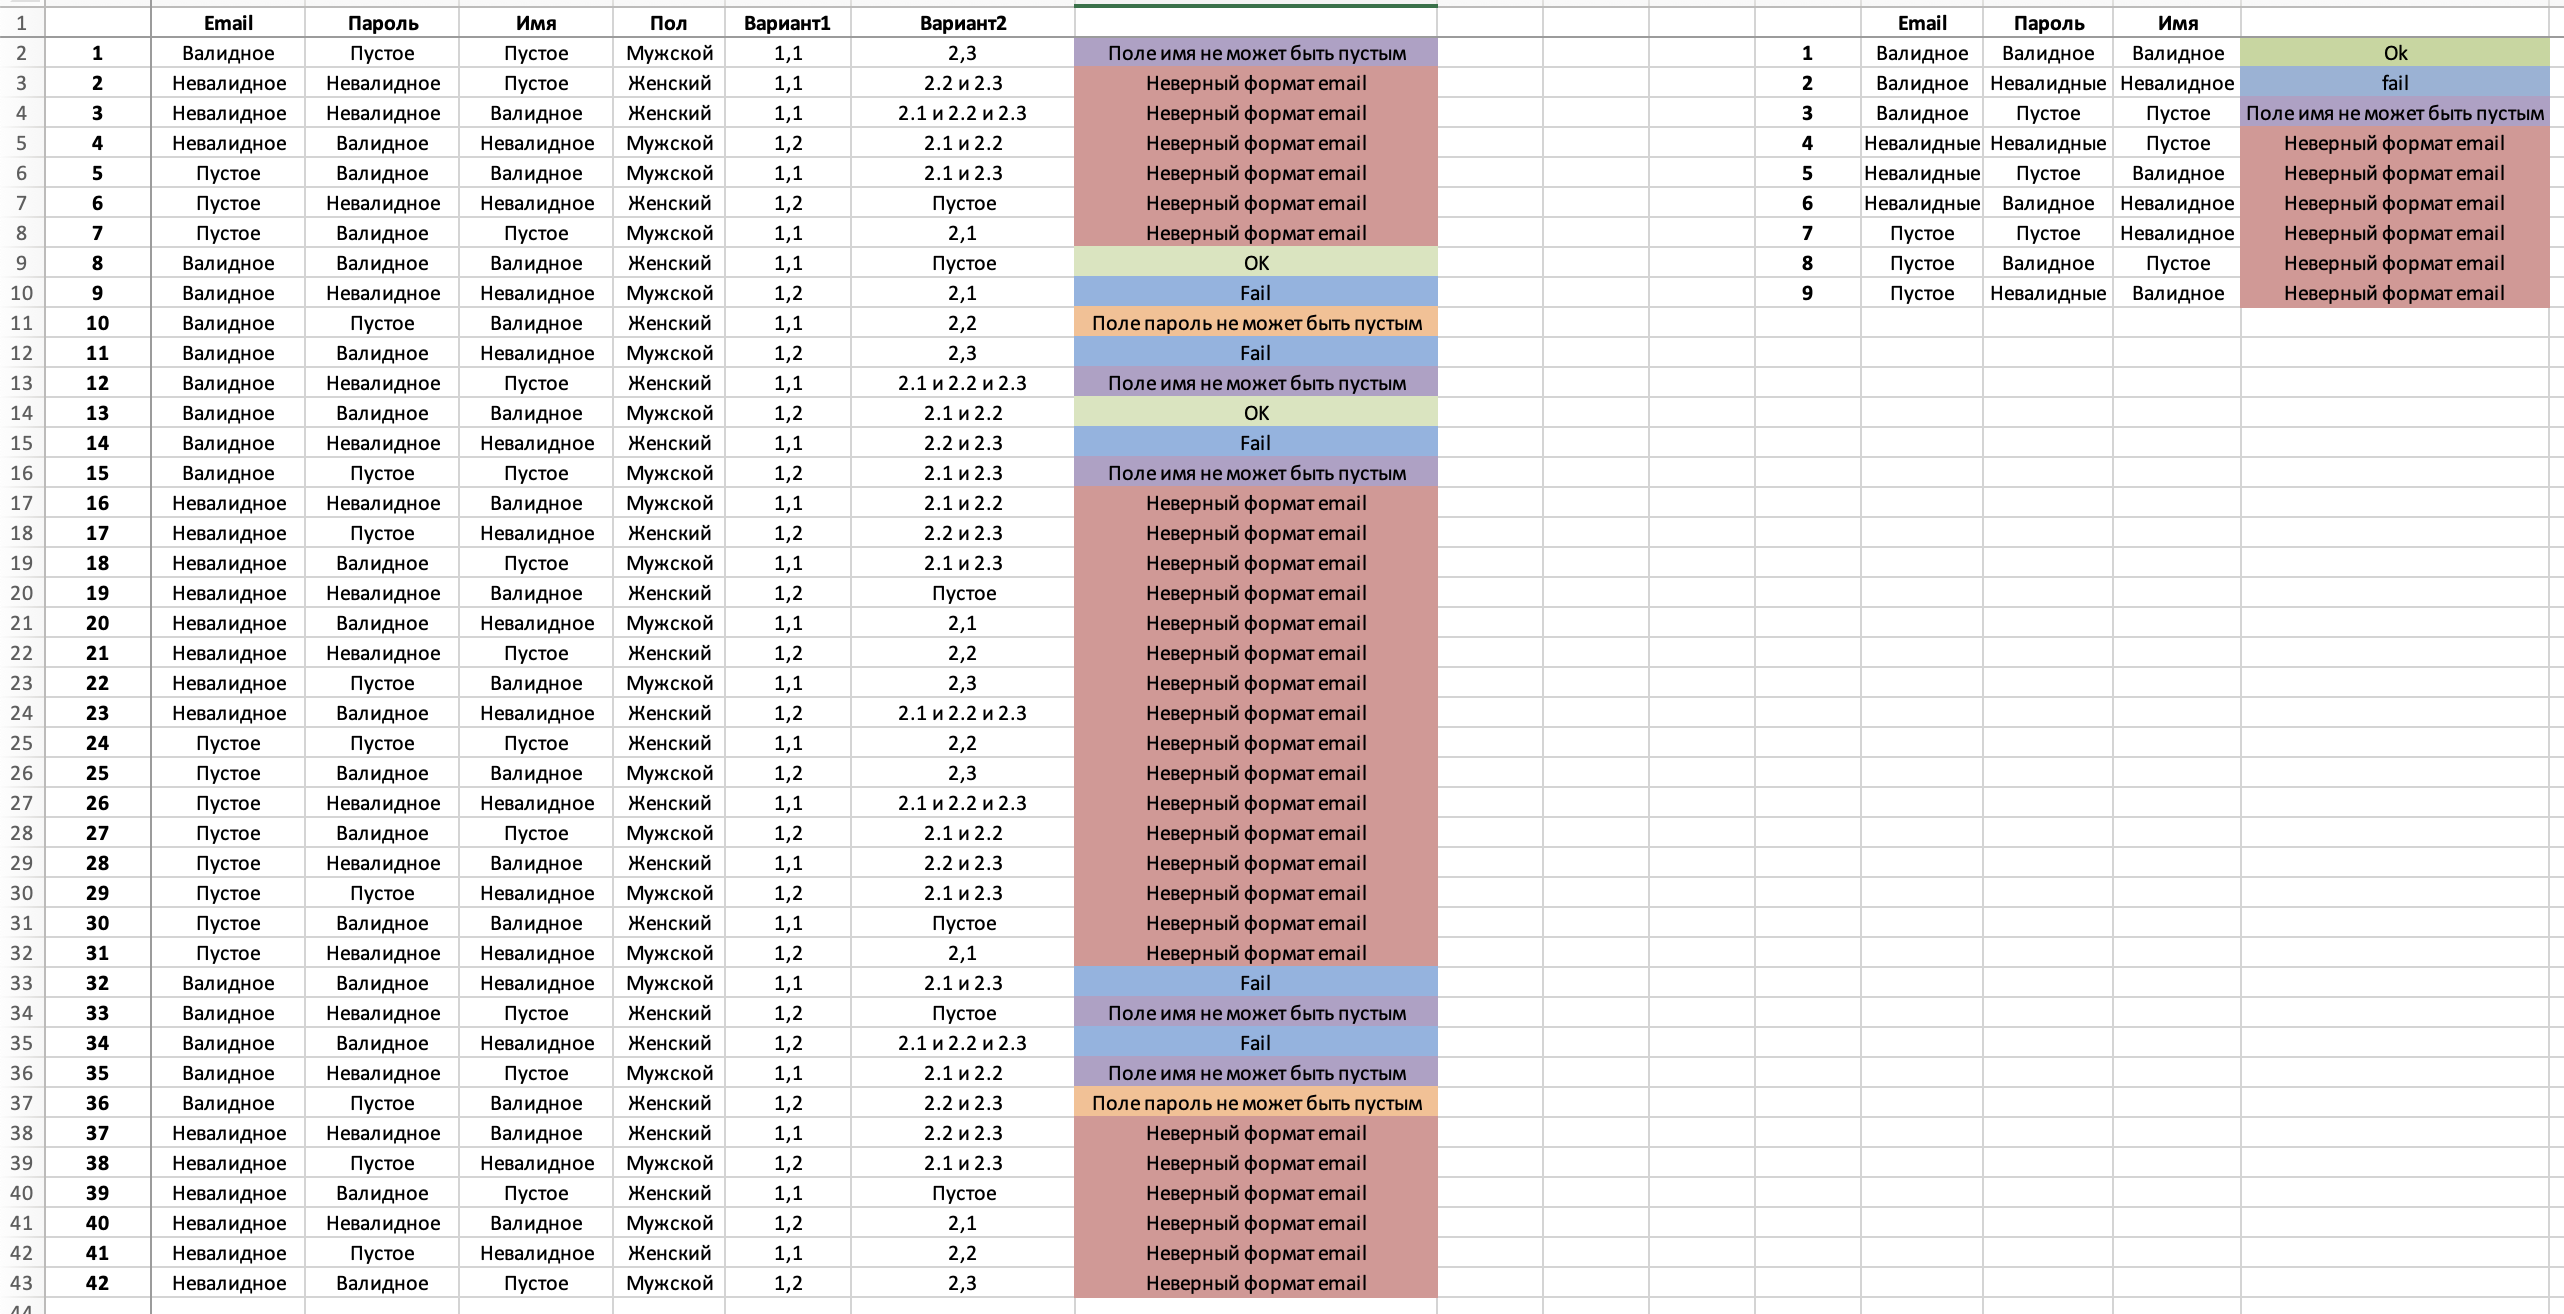 1 Email Пароль Имя Пол Вариант1 Вариант2 Email Пароль Имя
2 1 Валидное Пустое Пустое Мужской 1,1 2,3 Поле имя не может быть пустым 1 Валидное Валидное Валидное Ok
3 2 Невалидное Невалидное Пустое Женский 1,1 2.2 и 2.3 Неверный формат email 2 Валидное Невалидные Невалидное fail
4 3 Невалидное Невалидное Валидное Женский 1,1 2.1 и 2.2 и 2.3 Неверный формат email 3 Валидное Пустое Пустое Поле имя не может быть пустым
5 4 Невалидное Валидное Невалидное Мужской 1,2 2.1 и 2.2 Неверный формат email 4 Невалидные Невалидные Пустое Неверный формат email
6 5 Пустое Валидное Валидное Мужской 1,1 2.1 и 2.3 Неверный формат email 5 Невалидные Пустое Валидное Неверный формат email
7 6 Пустое Невалидное Невалидное Женский 1,2 Пустое Неверный формат email 6 Невалидные Валидное Невалидное Неверный формат email
8 7 Пустое Валидное Пустое Мужской 1,1 2,1 Неверный формат email 7 Пустое Пустое Невалидное Неверный формат email
9 8 Валидное Валидное Валидное Женский 1,1 Пустое OK 8 Пустое Валидное Пустое Неверный формат email
10 9 Валидное Невалидное Невалидное Мужской 1,2 2,1 Fail 9 Пустое Невалидные Валидное Неверный формат email
11 10 Валидное Пустое Валидное Женский 1,1 2,2 Поле пароль не может быть пустым
12 11 Валидное Валидное Невалидное Мужской 1,2 2,3 Fail
13 12 Валидное Невалидное Пустое Женский 1,1 2.1 и 2.2 и 2.3 Поле имя не может быть пустым
14 13 Валидное Валидное Валидное Мужской 1,2 2.1 и 2.2 OK
15 14 Валидное Невалидное Невалидное Женский 1,1 2.2 и 2.3 Fail
16 15 Валидное Пустое Пустое Мужской 1,2 2.1 и 2.3 Поле имя не может быть пустым
17 16 Невалидное Невалидное Валидное Мужской 1,1 2.1 и 2.2 Неверный формат email
18 17 Невалидное Пустое Невалидное Женский 1,2 2.2 и 2.3 Неверный формат email
19 18 Невалидное Валидное Пустое Мужской 1,1 2.1 и 2.3 Неверный формат email
20 19 Невалидное Невалидное Валидное Женский 1,2 Пустое Неверный формат email
21 20 Невалидное Валидное Невалидное Мужской 1,1 2,1 Неверный формат email
22 21 Невалидное Невалидное Пустое Женский 1,2 2,2 Неверный формат email
23 22 Невалидное Пустое Валидное Мужской 1,1 2,3 Неверный формат email
24 23 Невалидное Валидное Невалидное Женский 1,2 2.1 и 2.2 и 2.3 Неверный формат email
25 24 Пустое Пустое Пустое Женский 1,1 2,2 Неверный формат email
26 25 Пустое Валидное Валидное Мужской 1,2 2,3 Неверный формат email
27 26 Пустое Невалидное Невалидное Женский 1,1 2.1 и 2.2 и 2.3 Неверный формат email
28 27 Пустое Валидное Пустое Мужской 1,2 2.1 и 2.2 Неверный формат email
29 28 Пустое Невалидное Валидное Женский 1,1 2.2 и 2.3 Неверный формат email
30 29 Пустое Пустое Невалидное Мужской 1,2 2.1 и 2.3 Неверный формат email
31 30 Пустое Валидное Валидное Женский 1,1 Пустое Неверный формат email
32 31 Пустое Невалидное Невалидное Мужской 1,2 2,1 Неверный формат email
33 32 Валидное Валидное Невалидное Мужской 1,1 2.1 и 2.3 Fail
34 33 Валидное Невалидное Пустое Женский 1,2 Пустое Поле имя не может быть пустым
35 34 Валидное Валидное Невалидное Женский 1,2 2.1 и 2.2 и 2.3 Fail
36 35 Валидное Невалидное Пустое Мужской 1,1 2.1 и 2.2 Поле имя не может быть пустым
37 36 Валидное Пустое Валидное Женский 1,2 2.2 и 2.3 Поле пароль не может быть пустым
38 37 Невалидное Невалидное Валидное Женский 1,1 2.2 и 2.3 Неверный формат email
39 38 Невалидное Пустое Невалидное Мужской 1,2 2.1 и 2.3 Неверный формат email
40 39 Невалидное Валидное Пустое Женский 1,1 Пустое Неверный формат email
41 40 Невалидное Невалидное Валидное Мужской 1,2 2,1 Неверный формат email
42 41 Невалидное Пустое Невалидное Женский 1,1 2,2 Неверный формат email
43 42 Невалидное Валидное Пустое Мужской 1,2 2,3 Неверный формат email
44